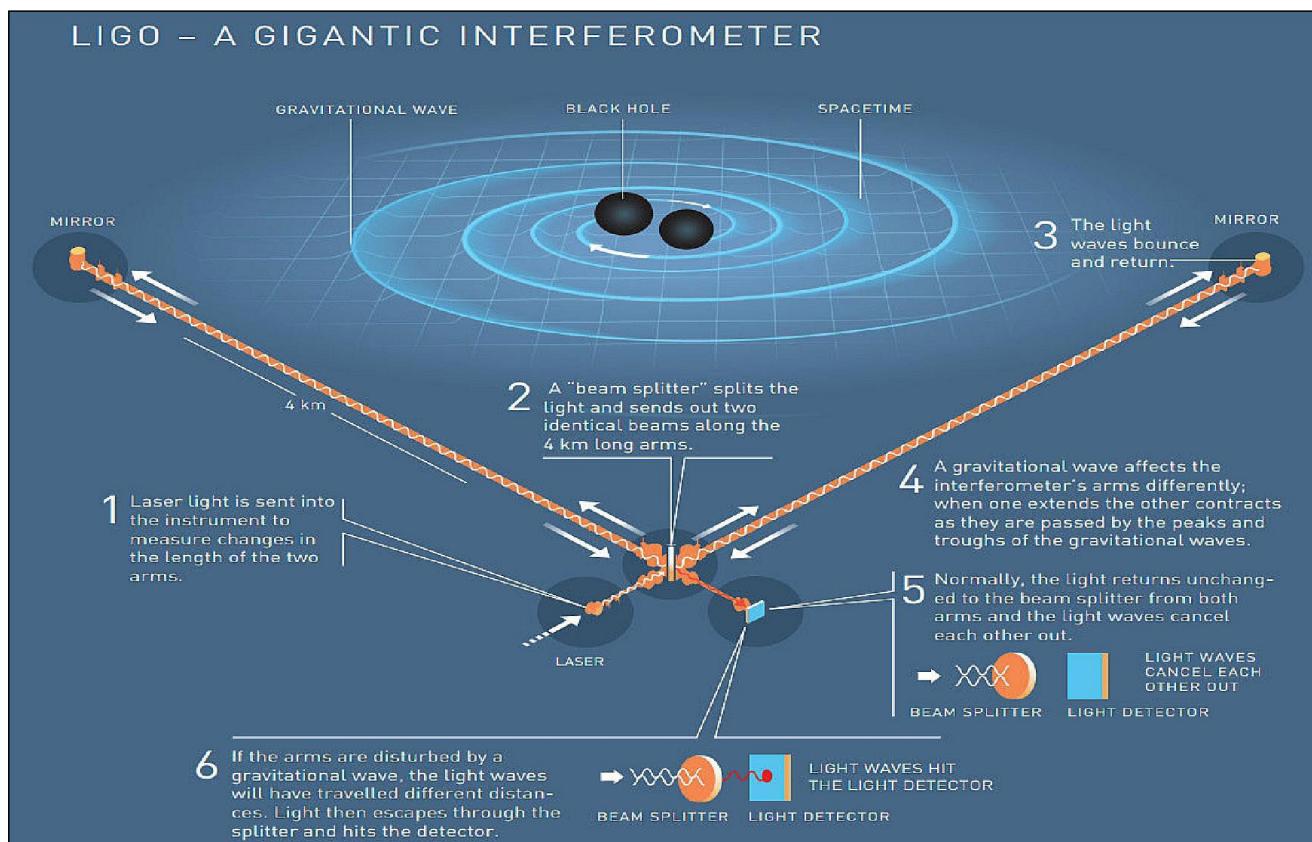 LIGO – A GIGANTIC INTERFEROMETER
GRAVITATIONAL WAVE
BLACK HOLE
SPACETIME
MIRROR
3 The light
waves bounce
and return.
MIRROR
4 km
2 A “beam splitter” splits the
light and sends out two
identical beams along the
4 km long arms.
1 Laser light is sent into
the instrument to
measure changes in
the length of the two
arms.
4 A gravitational wave affects the
interferometer’s arms differently;
when one extends the other contracts
as they are passed by the peaks and
troughs of the gravitational waves.
LASER
5 Normally, the light returns unchang-
ed to the beam splitter from both
arms and the light waves cancel
each other out.
LIGHT WAVES
CANCEL EACH
OTHER OUT
BEAM SPLITTER
LIGHT DETECTOR
6 If the arms are disturbed by a
gravitational wave, the light waves
will have travelled different distan-
ces. Light then escapes through the
splitter and hits the detector.
LIGHT WAVES HIT
THE LIGHT DETECTOR
BEAM SPLITTER
LIGHT DETECTOR